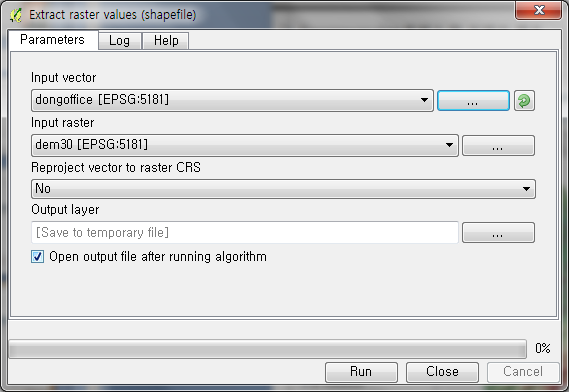 Extract raster values (shapefile)
Parameters Log Help
Input vector
dongoffice [EPSG:5181] ...
Input raster
dem30 [EPSG:5181] ...
Reproject vector to raster CRS
No
Output layer
[Save to temporary file] ...
Open output file after running algorithm
0%
Run Close Cancel